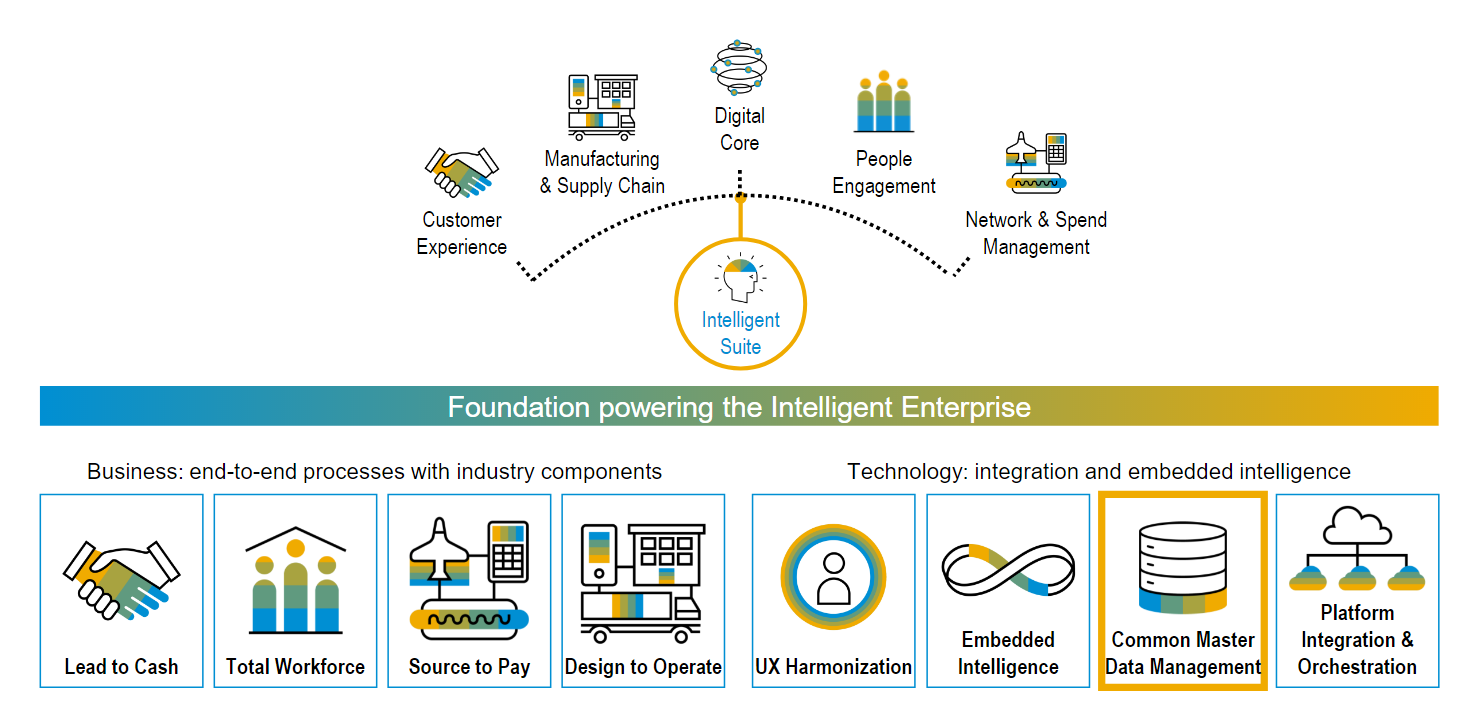 Digital
Core
Manufacturing
& Supply Chain
People
Engagement
Customer
Experience
Network & Spend
Management
Intelligent
Suite
Foundation powering the Intelligent Enterprise
Business: end-to-end processes with industry components
Technology: integration and embedded intelligence
Lead to Cash
Total Workforce
Source to Pay
Design to Operate
UX Harmonization
Embedded
Intelligence
Common Master
Data Management
Platform
Integration &
Orchestration